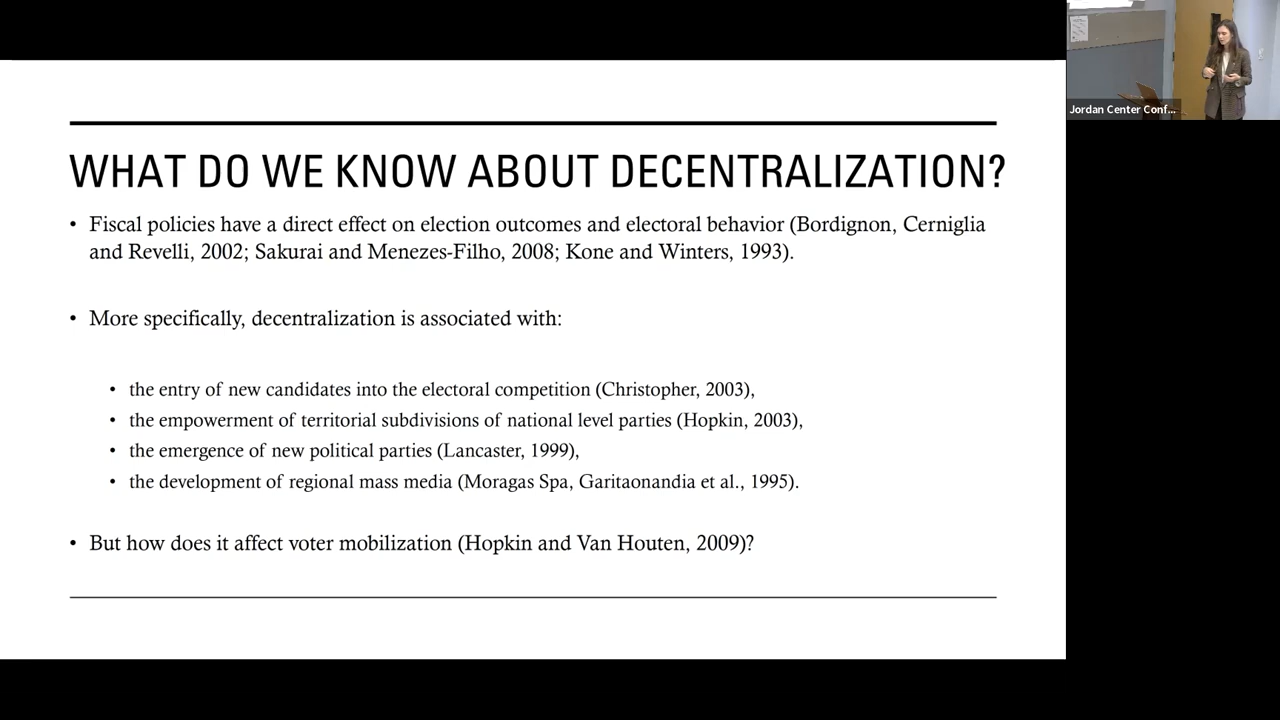 WHAT DO WE KNOW ABOUT DECENTRALIZATION?
• Fiscal policies have a direct effect on election outcomes and electoral behavior (Bordignon, Cerniglia
and Revelli, 2002; Sakurai and Menezes-Filho, 2008; Kone and Winters, 1993).
• More specifically, decentralization is associated with:
• the entry of new candidates into the electoral competition (Christopher, 2003),
• the empowerment of territorial subdivisions of national level parties (Hopkin, 2003),
• the emergence of new political parties (Lancaster, 1999),
• the development of regional mass media (Moragas Spa, Garitaonandia et al., 1995).
• But how does it affect voter mobilization (Hopkin and Van Houten, 2009)?
Jordan Center Conf...